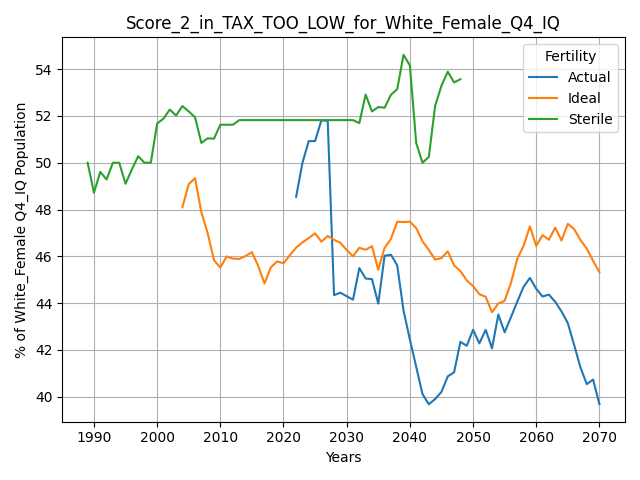 Score_2_in_TAX_TOO_LOW_for_White_Female_Q4_IQ
% of White_Female Q4_IQ Population
54
52
50
48
46
44
42
40
Fertility
Actual
Ideal
Sterile
1990 2000 2010 2020 2030 2040 2050 2060 2070
Years